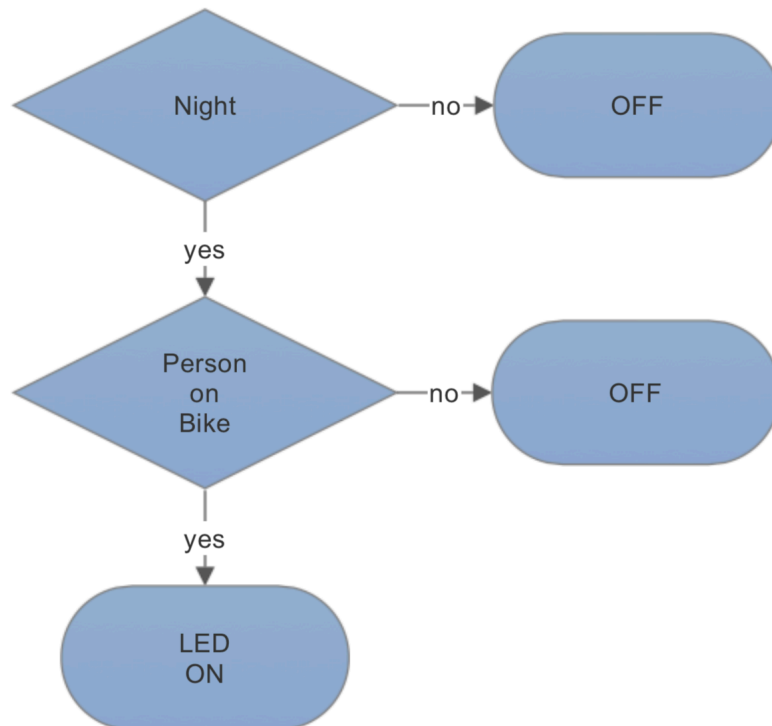 Night
no
OFF
yes
Person
on
Bike
no
OFF
yes
LED
ON